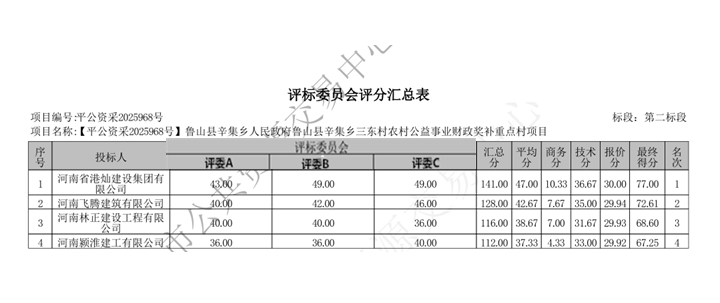 评标委员会评分汇总表
项目编号:平公资采2025968号 标段：第二标段
项目名称:【平公资采2025968号】鲁山县辛集乡人民政府鲁山县辛集乡三东村农村公益事业财政奖补重点村项目
序号 投标人 评标委员会 汇总分 平均分 商务分 技术分 报价分 最终得分 名次
评委A 评委B 评委C
1 河南省港灿建设集团有限公司 43.00 49.00 49.00 141.00 47.00 10.33 36.67 30.00 77.00 1
2 河南飞腾建筑有限公司 40.00 42.00 46.00 128.00 42.67 7.67 35.00 29.94 72.61 2
3 河南林正建设工程有限公司 40.00 40.00 36.00 116.00 38.67 7.00 31.67 29.93 68.60 3
4 河南颍淮建工有限公司 36.00 36.00 40.00 112.00 37.33 4.33 33.00 29.92 67.25 4